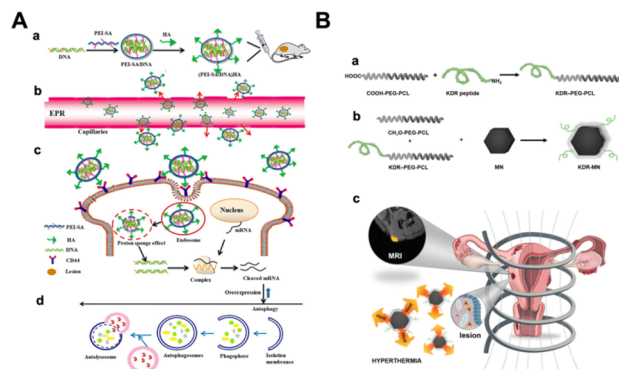 A
a
PEI-SA
DNA
PEI-SA/DNA
HA
(PEI-SA/DNA)HA
b
EPR
Capiliaries
c
PEI-SA
HA
DNA
CD44
Lesion
Proton sponge effect
Endosome
Nucleus
mRNA
Complex
Cleaved mRNA
Overexpression
Autophagy
d
Autolysosome
Autophagosomes
Phagophore
Isolation
membrance
B
a
HOOC
COOH-PEG-PCL
+
KDR peptide
NH2
KDR–PEG-PCL
b
CH3O-PEG-PCL
+
KDR–PEG-PCL
+
MN
KDR-MN
c
MRI
lesion
HYPERTHERMIA